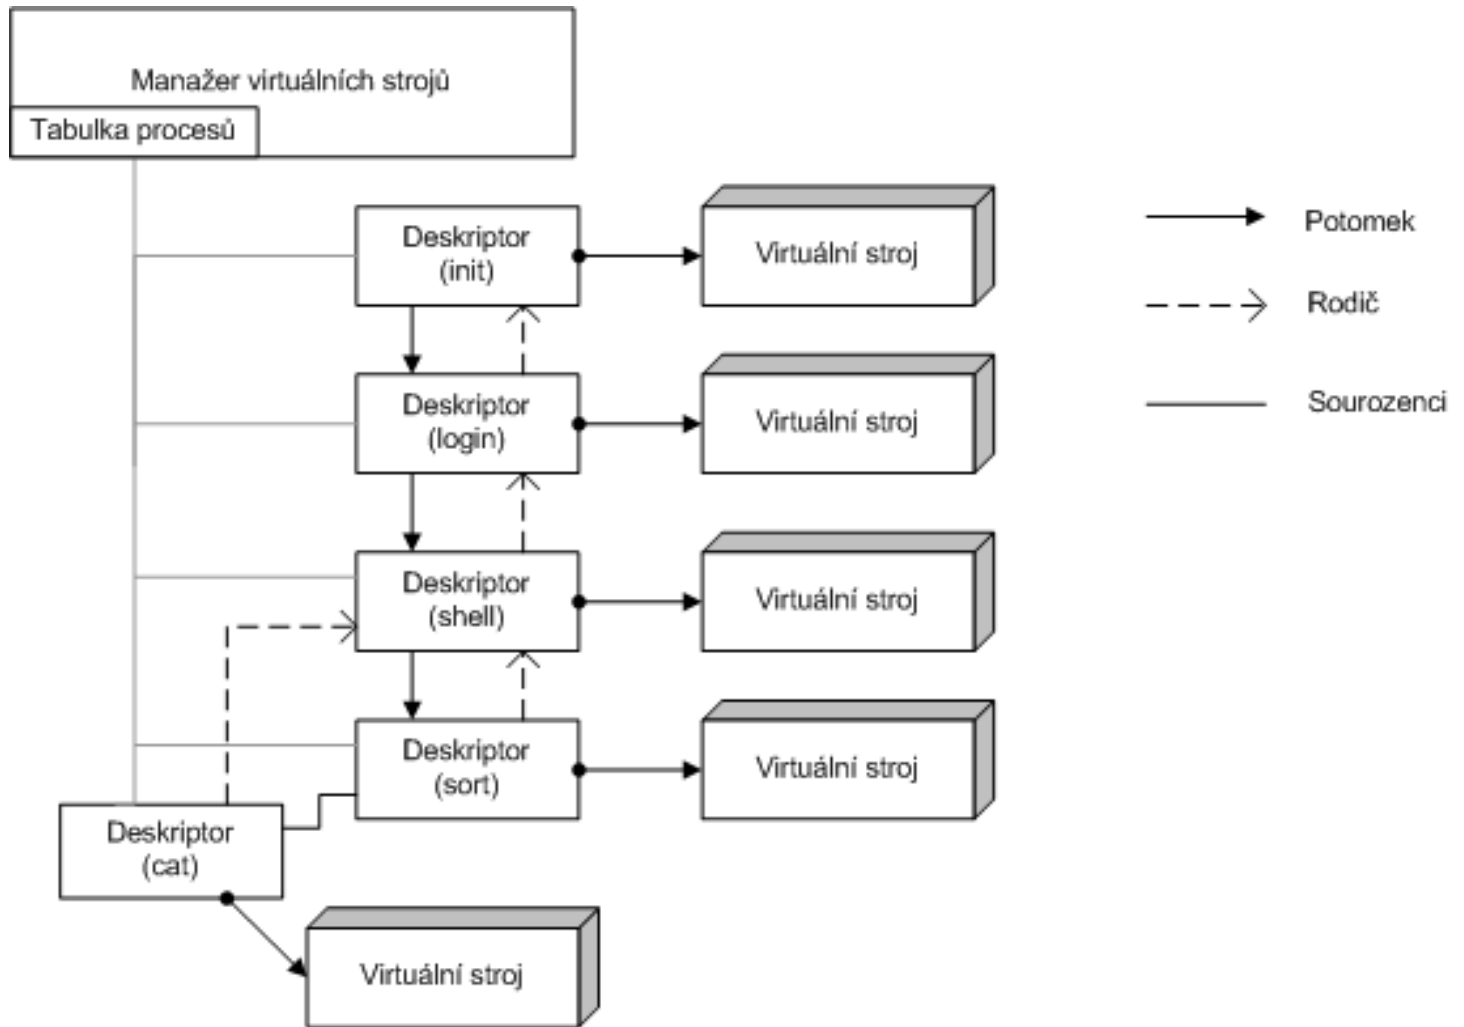 Manažer virtuálních strojů
Tabulka procesů
Deskriptor
(init)
Virtuální stroj
Potomek
Rodič
Deskriptor
(login)
Virtuální stroj
Sourozenci
Deskriptor
(shell)
Virtuální stroj
Deskriptor
(sort)
Virtuální stroj
Deskriptor
(cat)
Virtuální stroj